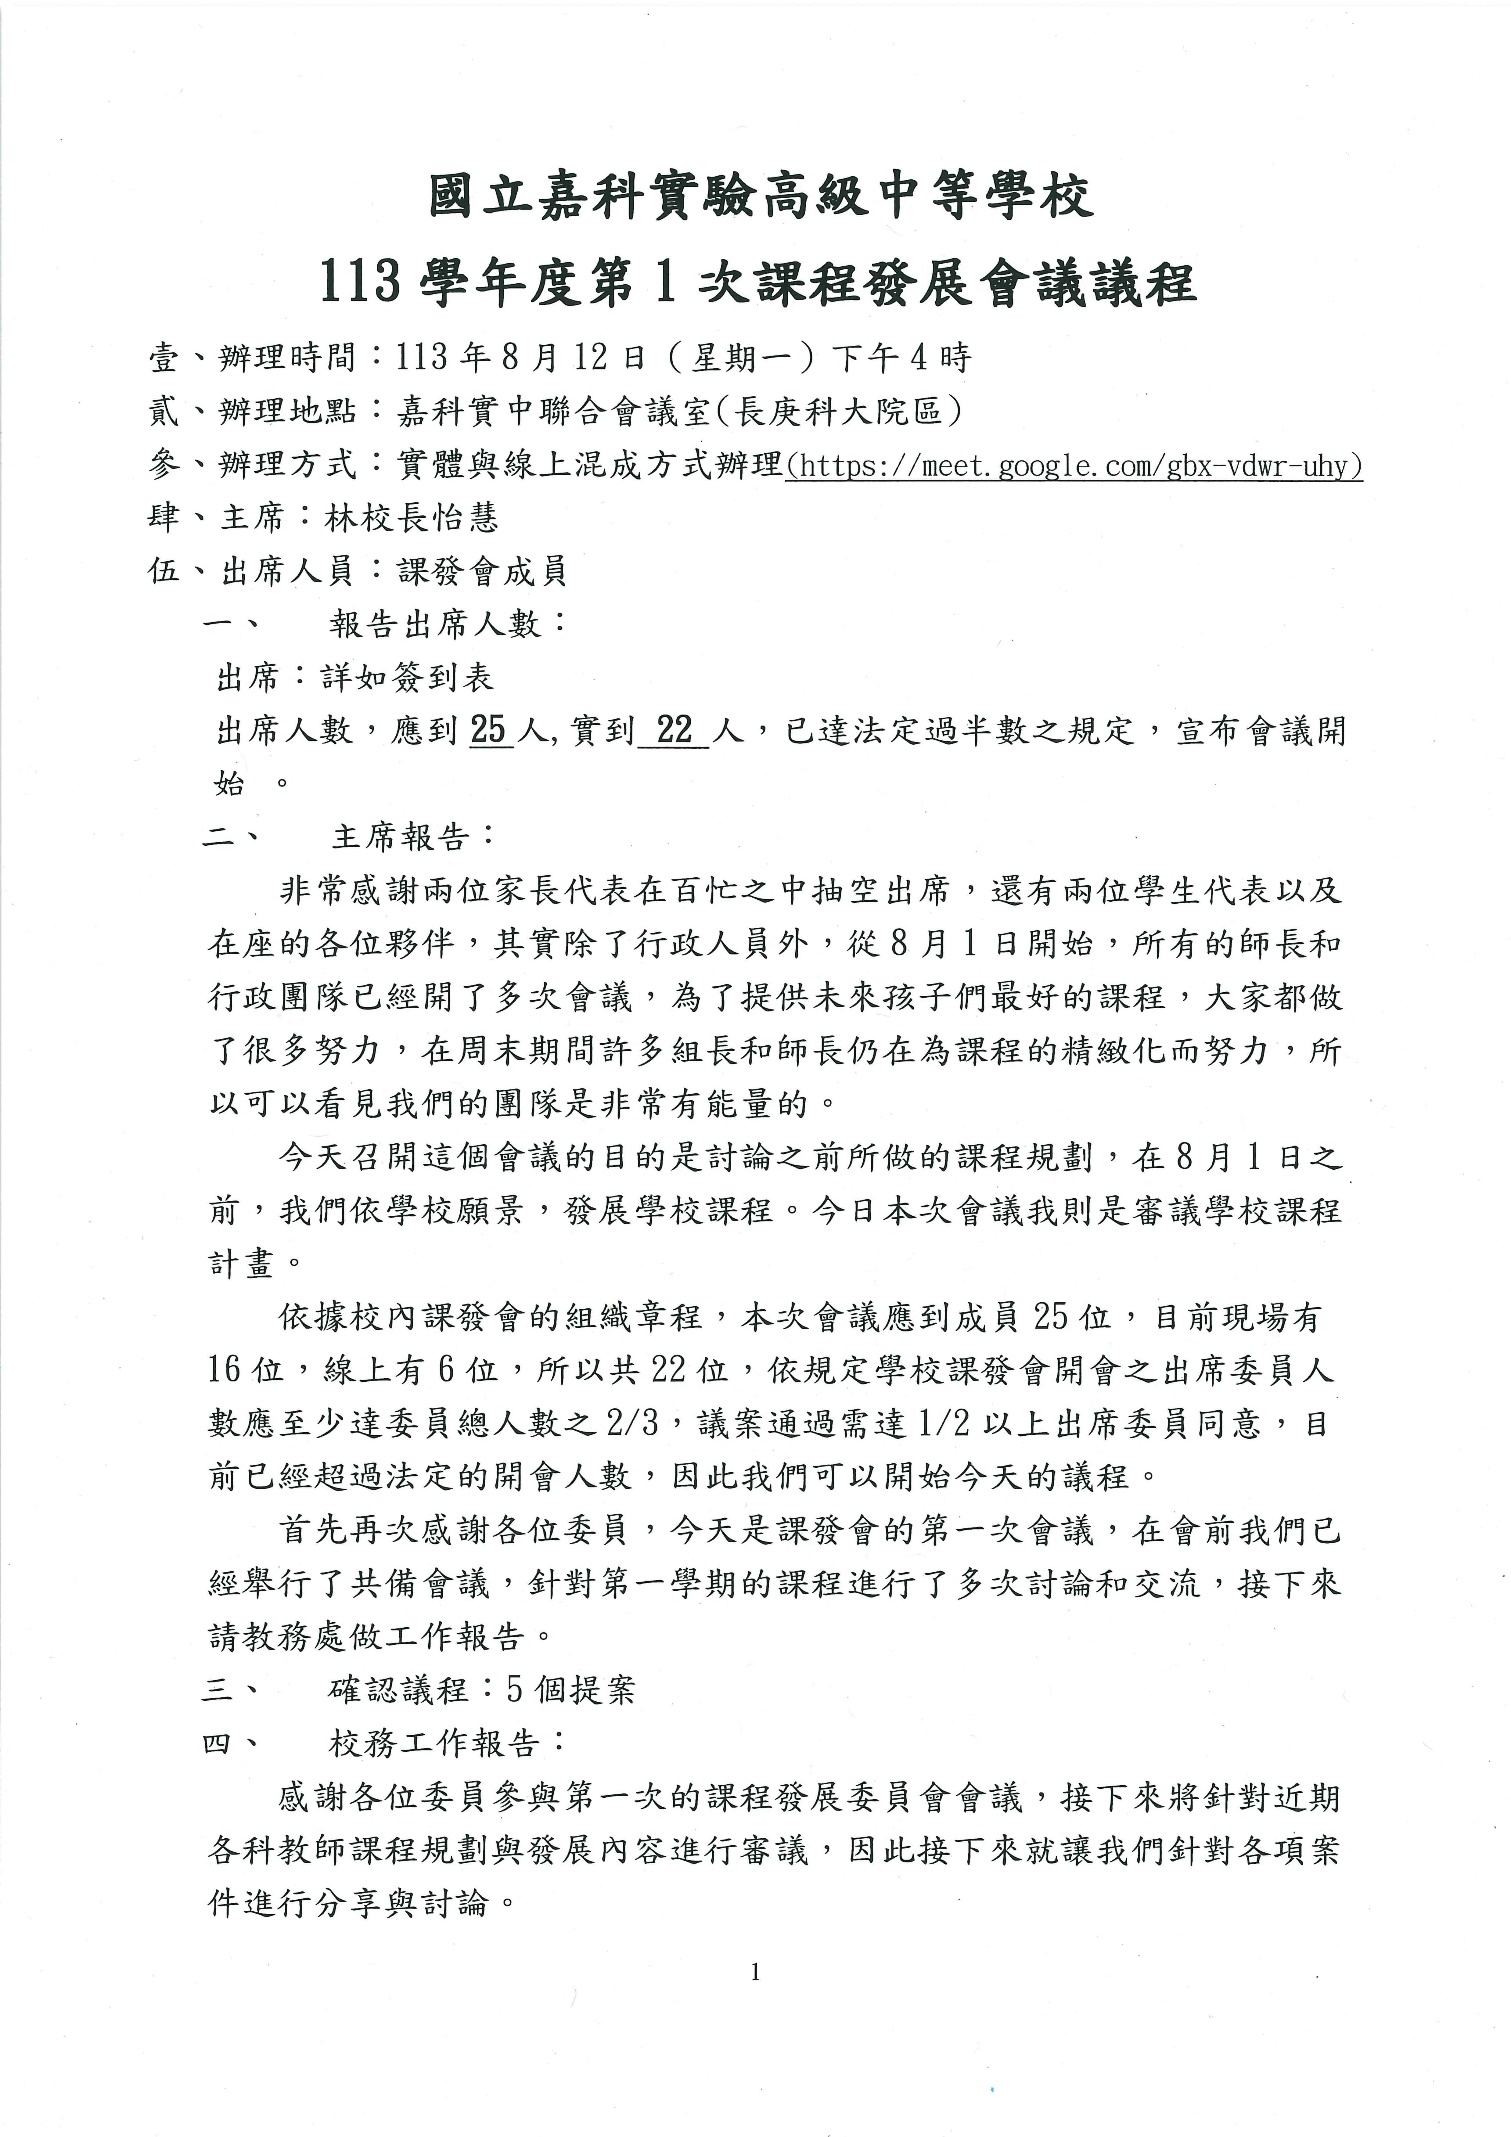 國立嘉科實驗高級中等學校
113 學年度第 1 次課程發展會議議程
壹、辦理時間：113 年 8 月 12 日（星期一）下午 4 時
貳、辦理地點：嘉科實中聯合會議室(長庚科大院區)
參、辦理方式：實體與線上混成方式辦理(https://meet.google.com/gbx-vdwr-uhy)
肆、主席：林校長怡慧
伍、出席人員：課發會成員
一、 報告出席人數：
出席：詳如簽到表
出席人數，應到 25 人, 實到 22 人，已達法定過半數之規定，宣布會議開
始 。
二、 主席報告：
非常感謝兩位家長代表在百忙之中抽空出席，還有兩位學生代表以及
在座的各位夥伴，其實除了行政人員外，從 8 月 1 日開始，所有的師長和
行政團隊已經開了多次會議，為了提供未來孩子們最好的課程，大家都做
了很多努力，在周末期間許多組長和師長仍在為課程的精緻化而努力，所
以可以看見我們的團隊是非常有能量的。
今天召開這個會議的目的是討論之前所做的課程規劃，在 8 月 1 日之
前，我們依學校願景，發展學校課程。今日本次會議我則是審議學校課程
計畫。
依據校內課發會的組織章程，本次會議應到成員 25 位，目前現場有
16 位，線上有 6 位，所以共 22 位，依規定學校課發會開會之出席委員人
數應至少達委員總人數之 2/3，議案通過需達 1/2 以上出席委員同意，目
前已經超過法定的開會人數，因此我們可以開始今天的議程。
首先再次感謝各位委員，今天是課發會的第一次會議，在會前我們已
經舉行了共備會議，針對第一學期的課程進行了多次討論和交流，接下來
請教務處做工作報告。
三、 確認議程：5 個提案
四、 校務工作報告：
感謝各位委員參與第一次的課程發展委員會會議，接下來將針對近期
各科教師課程規劃與發展內容進行審議，因此接下來就讓我們針對各項案
件進行分享與討論。
1